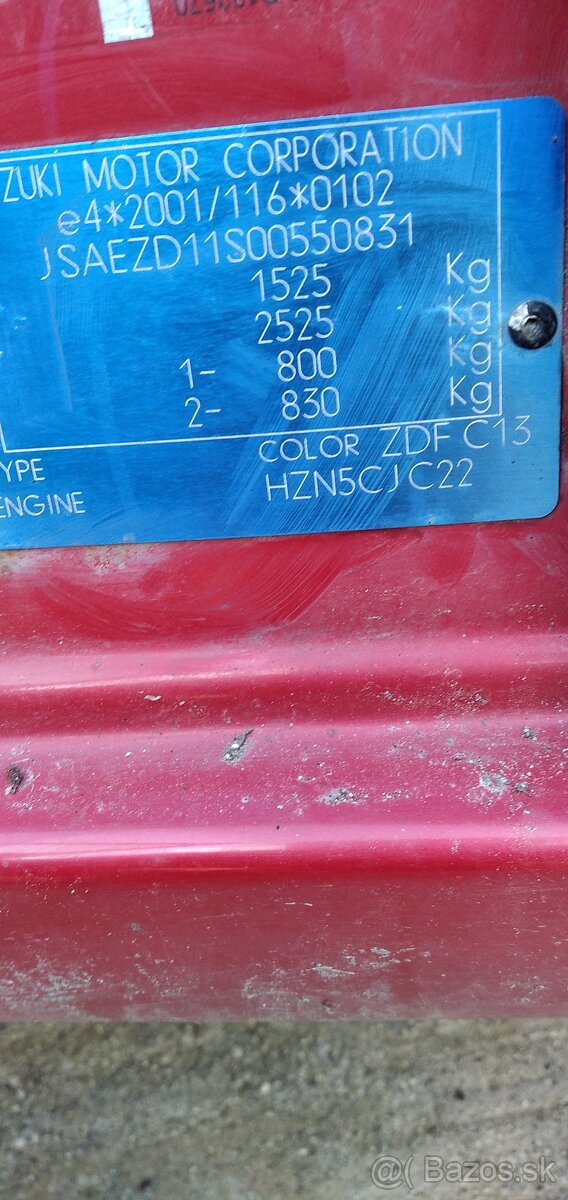 ZUKI MOTOR CORPORATION
e4*2001/116*0102
JSAEZD11S00550831
1525 Kg
2525 Kg
1- 800 Kg
2- 830 Kg
YPE COLOR ZDF C13
ENGINE HZN5CJ C22
@ Bazos.sk